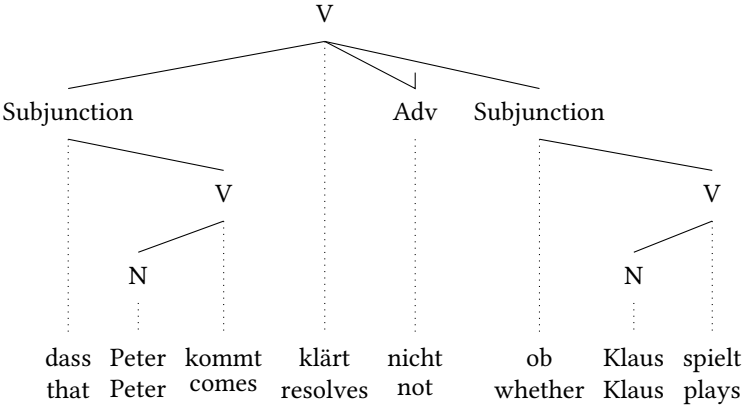 V
Subjunction Adv Subjunction
V V
N N
dass Peter kommt klärt nicht ob Klaus spielt
that Peter comes resolves not whether Klaus plays